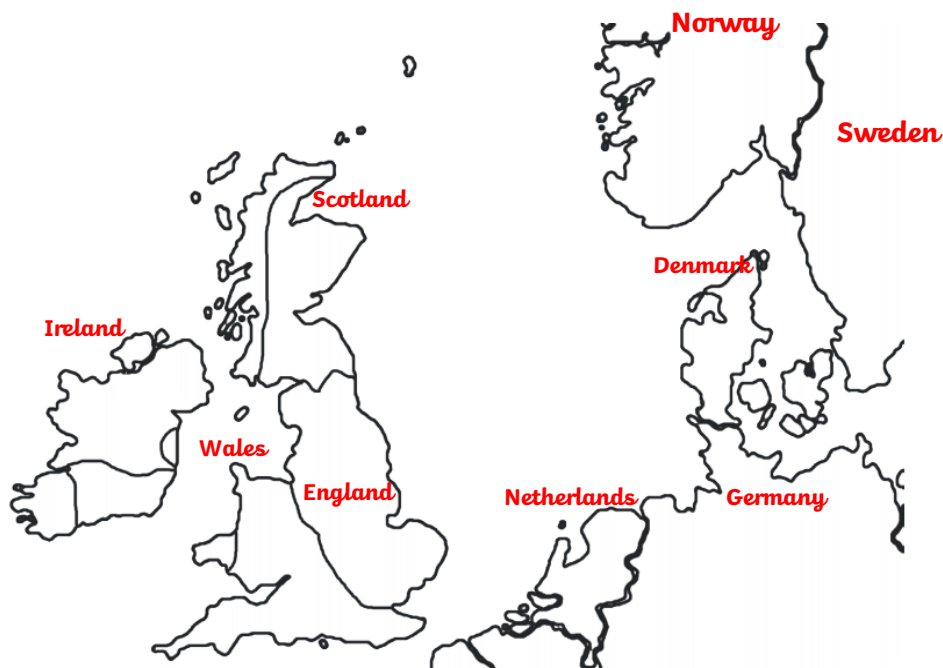 Norway
Sweden
Scotland
Denmark
Ireland
Wales
England
Netherlands
Germany